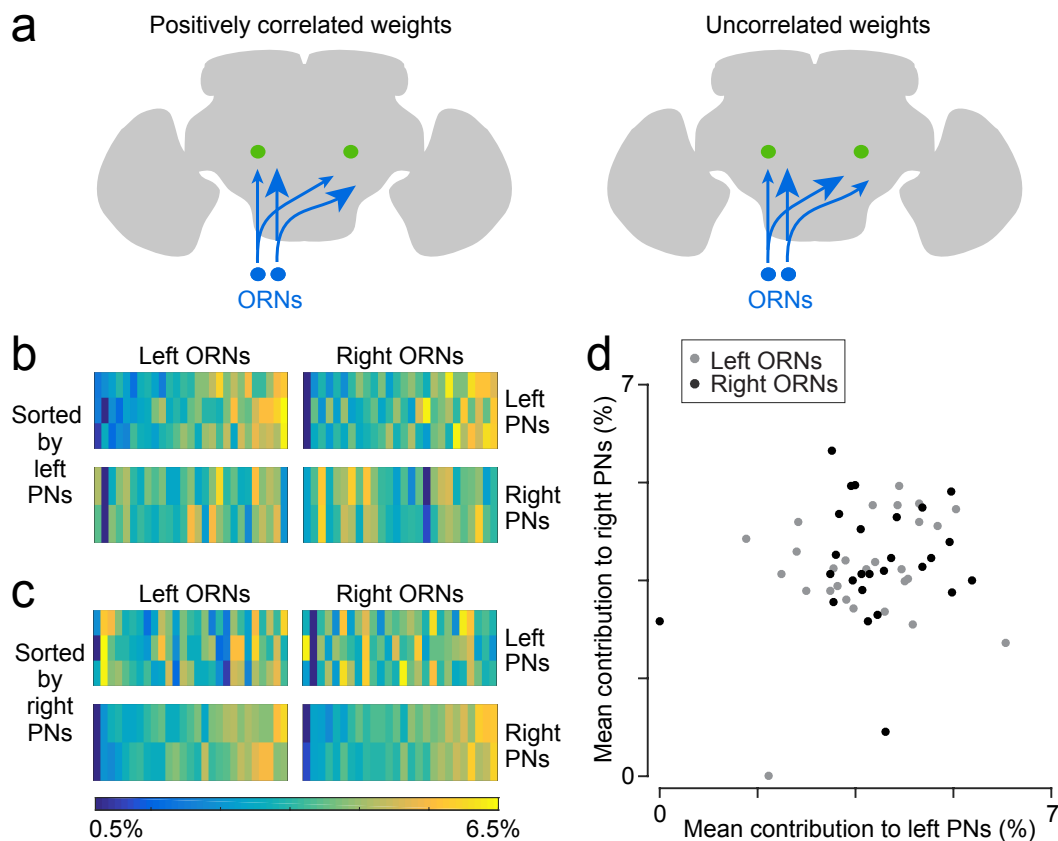 a
Positively correlated weights
Uncorrelated weights
ORNs
ORNs
b
Left ORNs
Right ORNs
Sorted
by
left
PNs
Left
PNs
Right
PNs
c
Left ORNs
Right ORNs
Sorted
by
right
PNs
Left
PNs
Right
PNs
0.5%
6.5%
d
Left ORNs
Right ORNs
7
Mean contribution to right PNs (%)
0
0
7
Mean contribution to left PNs (%)